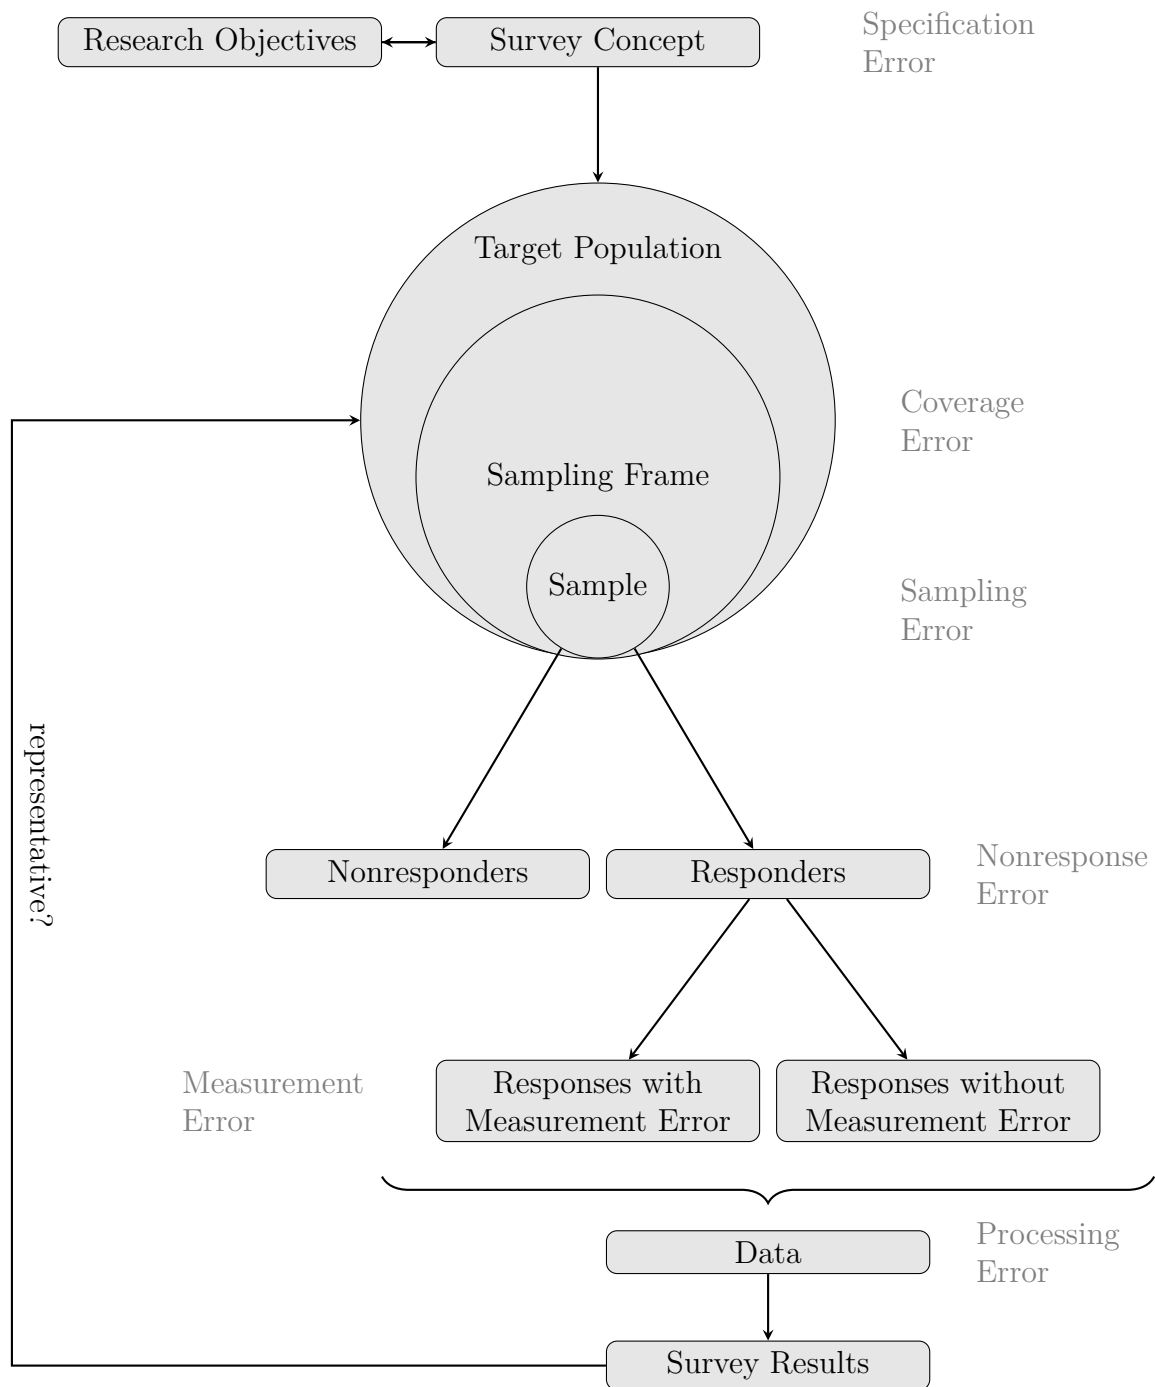 Research Objectives
Survey Concept
Specification
Error
Target Population
Coverage
Error
Sampling Frame
Sample
Sampling
Error
representative?
Nonresponders
Responders
Nonresponse
Error
Measurement
Error
Responses with
Measurement Error
Responses without
Measurement Error
Data
Processing
Error
Survey Results